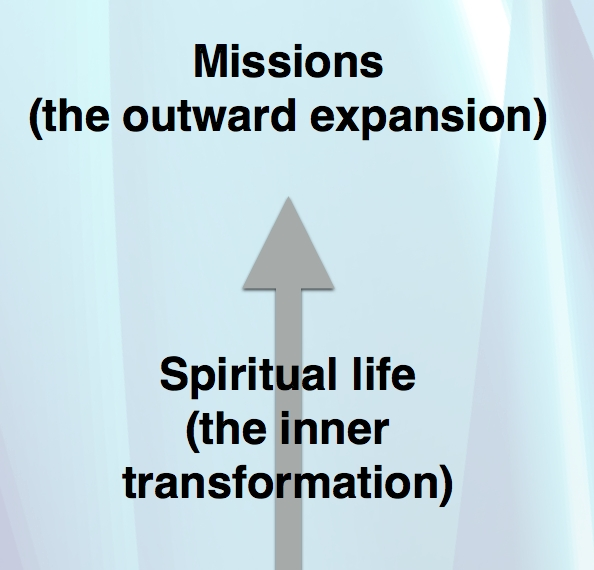 Missions
(the outward expansion)
Spiritual life
(the inner
transformation)